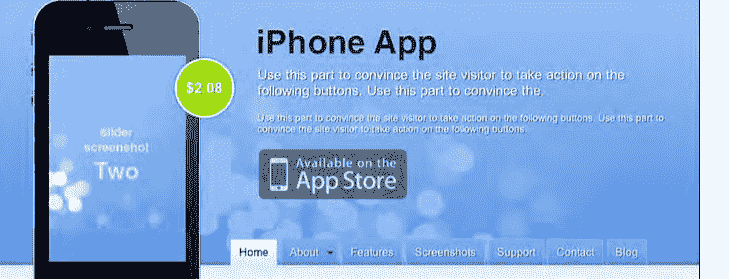 iPhone App
Use this part to convince the site visitor to take action on the
following buttons. Use this part to convince the.
$2.08
Use this part to convince the site visitor to take action on the following buttons. Use this part to
convince the site visitor to take action on the following buttons.
slider
screenshot
Two
Available on the
App Store
Home About Features Screenshots Support Contact Blog